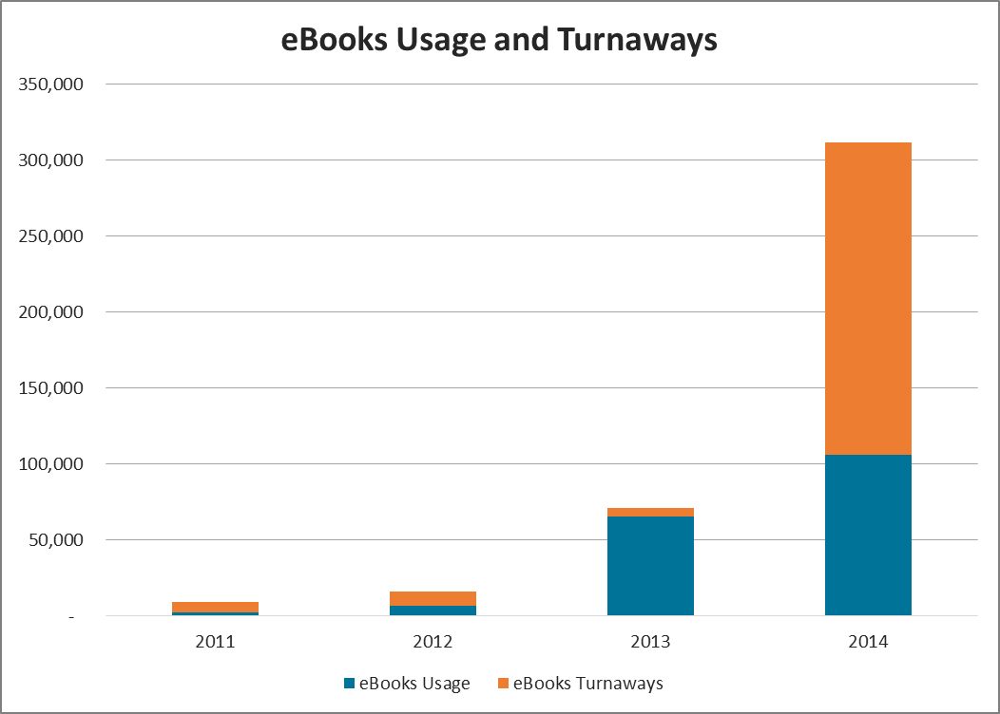 eBooks Usage and Turnaways
350,000
300,000
250,000
200,000
150,000
100,000
50,000
-
2011 2012 2013 2014
eBooks Usage eBooks Turnaways